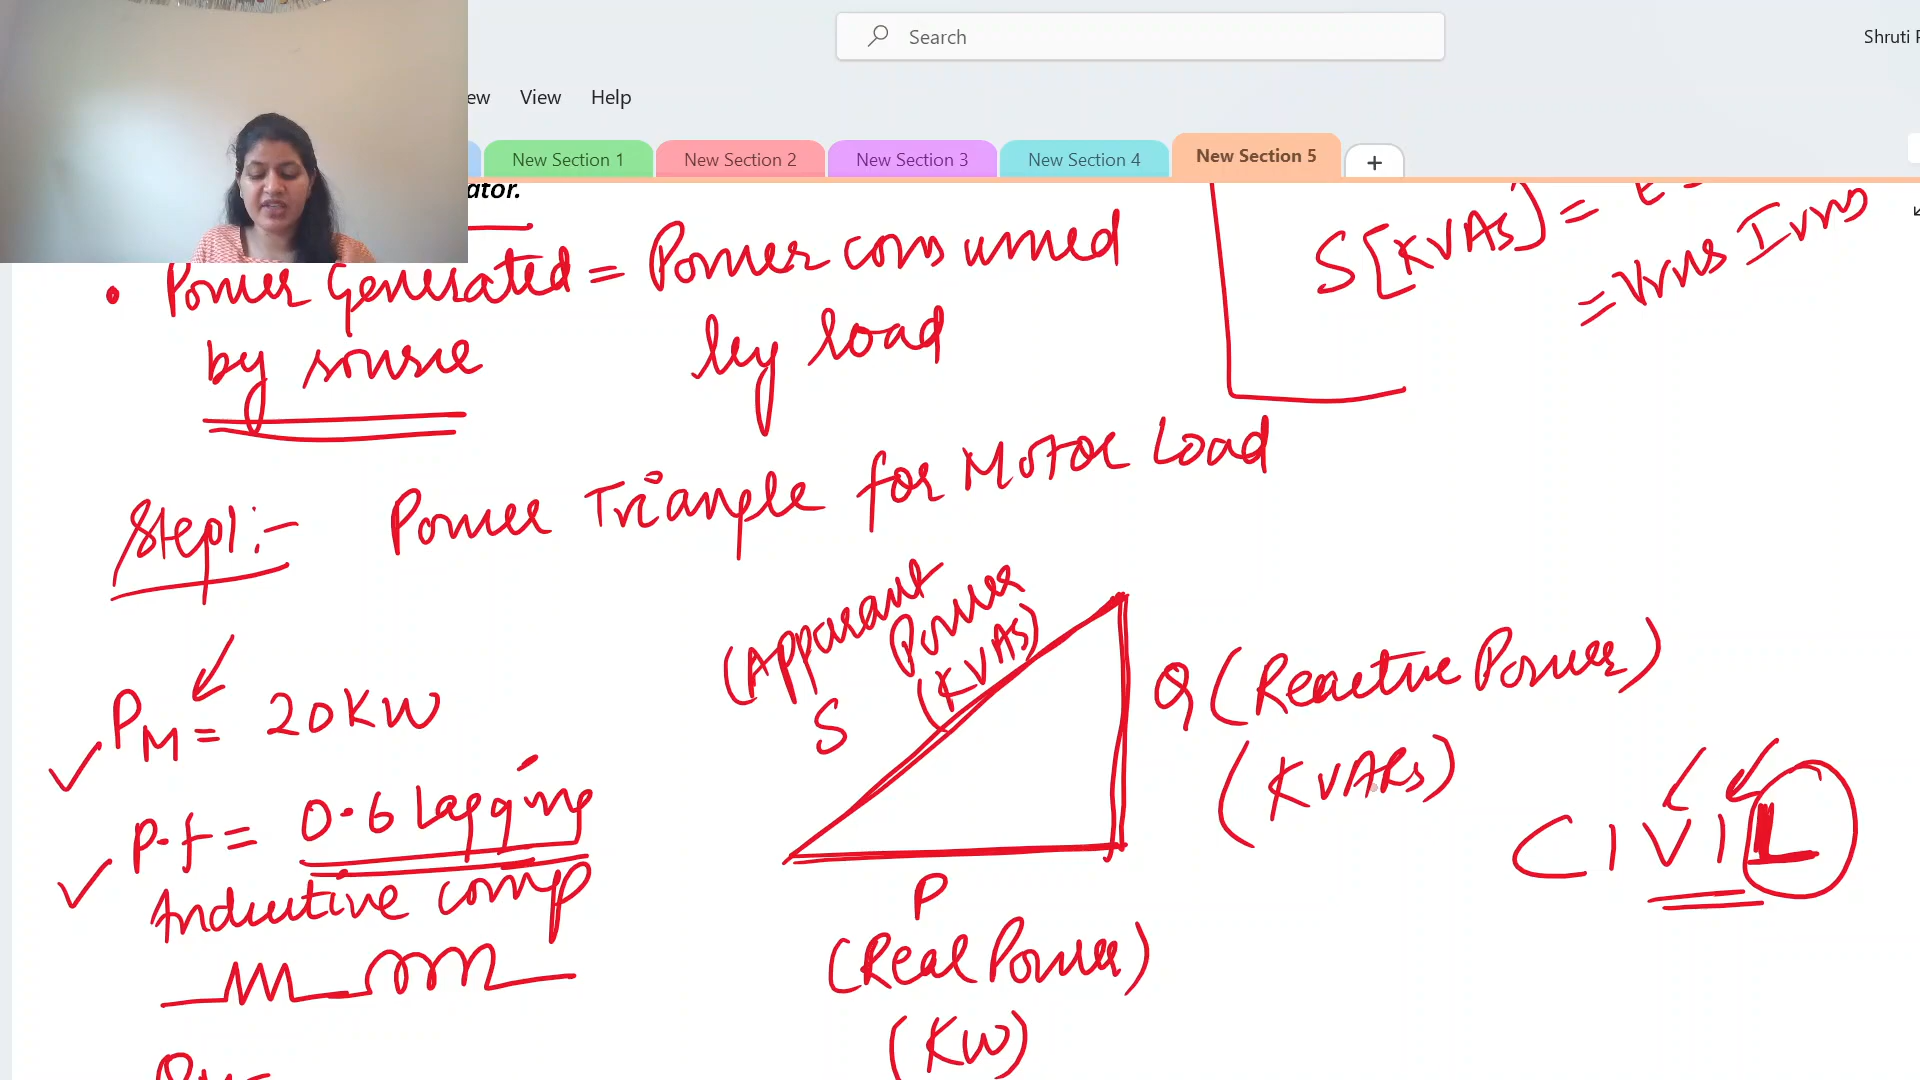 Search
Shruti
ew View Help
New Section 1 New Section 2 New Section 3 New Section 4 New Section 5 +
ator.
• Power Generated = Power consumed
by source by load
S[KVAs] =
= Vrms Irms
Step1:- Power Triangle for Motor Load
(Apparant
Power
(KVAs)
S
Q (Reactive Power)
(KVARs)
PM = 20KW
P.f = 0.6 lagging
Inductive comp
CIVIL
P
(Real Power)
(KW)